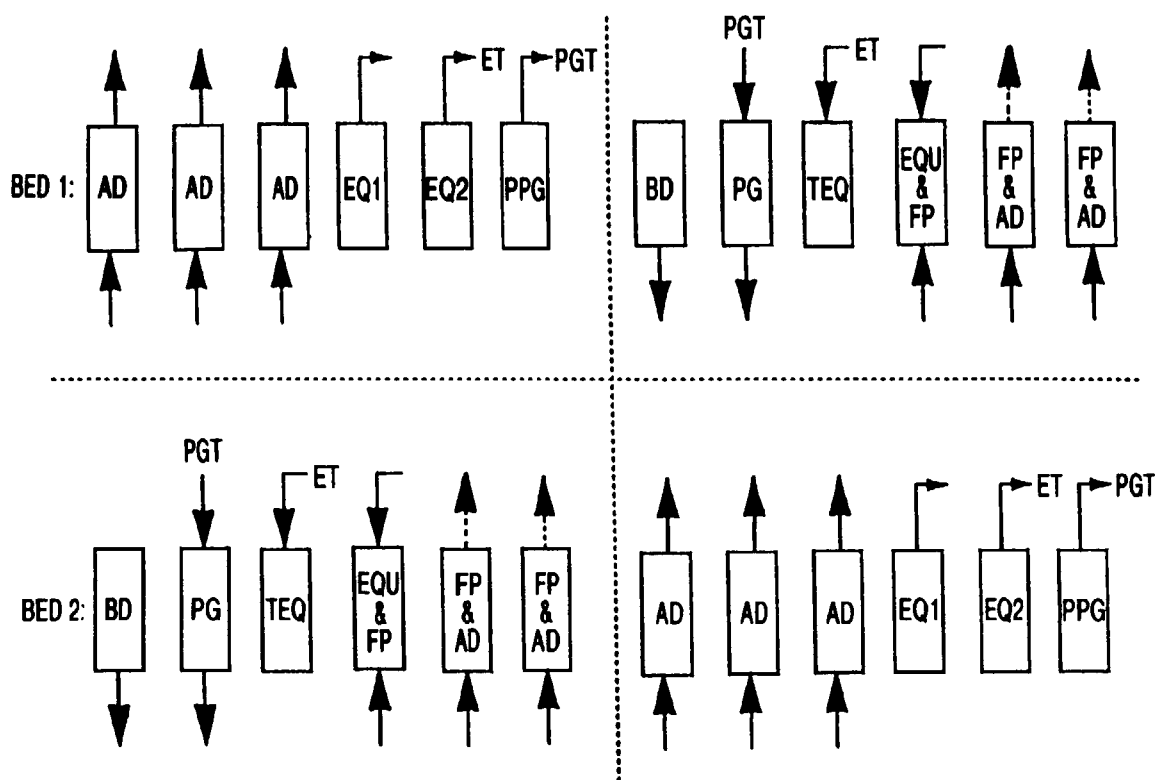 ET PGT
BED 1: AD AD AD EQ1 EQ2 PPG
PGT
ET
BD PG TEQ EQU & FP FP & AD FP & AD
PGT
ET
BED 2: BD PG TEQ EQU & FP FP & AD FP & AD
ET PGT
AD AD AD EQ1 EQ2 PPG